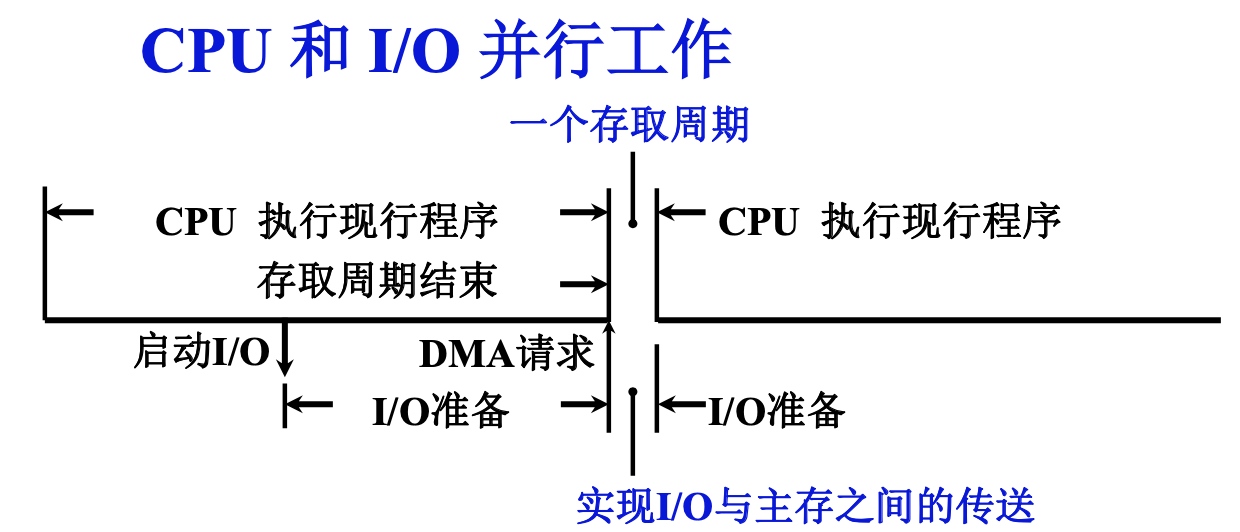 CPU 和 I/O 并行工作
一个存取周期
CPU 执行现行程序
CPU 执行现行程序
存取周期结束
启动I/O
DMA请求
I/O准备
I/O准备
实现I/O与主存之间的传送